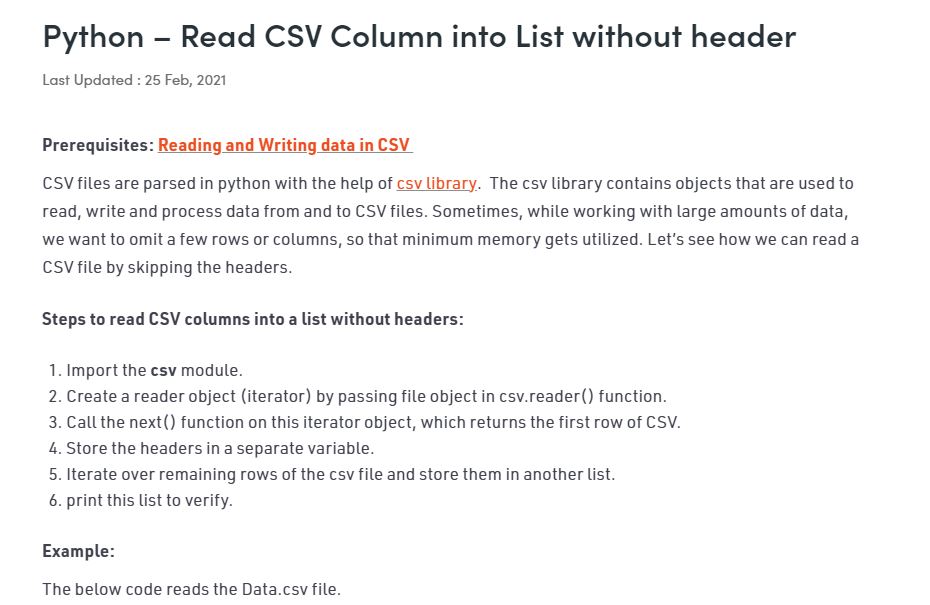 Python – Read CSV Column into List without header
Last Updated : 25 Feb, 2021
Prerequisites: Reading and Writing data in CSV
CSV files are parsed in python with the help of csv library.  The csv library contains objects that are used to
read, write and process data from and to CSV files. Sometimes, while working with large amounts of data,
we want to omit a few rows or columns, so that minimum memory gets utilized. Let's see how we can read a
CSV file by skipping the headers.
Steps to read CSV columns into a list without headers:
1. Import the csv module.
2. Create a reader object (iterator) by passing file object in csv.reader() function.
3. Call the next() function on this iterator object, which returns the first row of CSV.
4. Store the headers in a separate variable.
5. Iterate over remaining rows of the csv file and store them in another list.
6. print this list to verify.
Example:
The below code reads the Data.csv file.